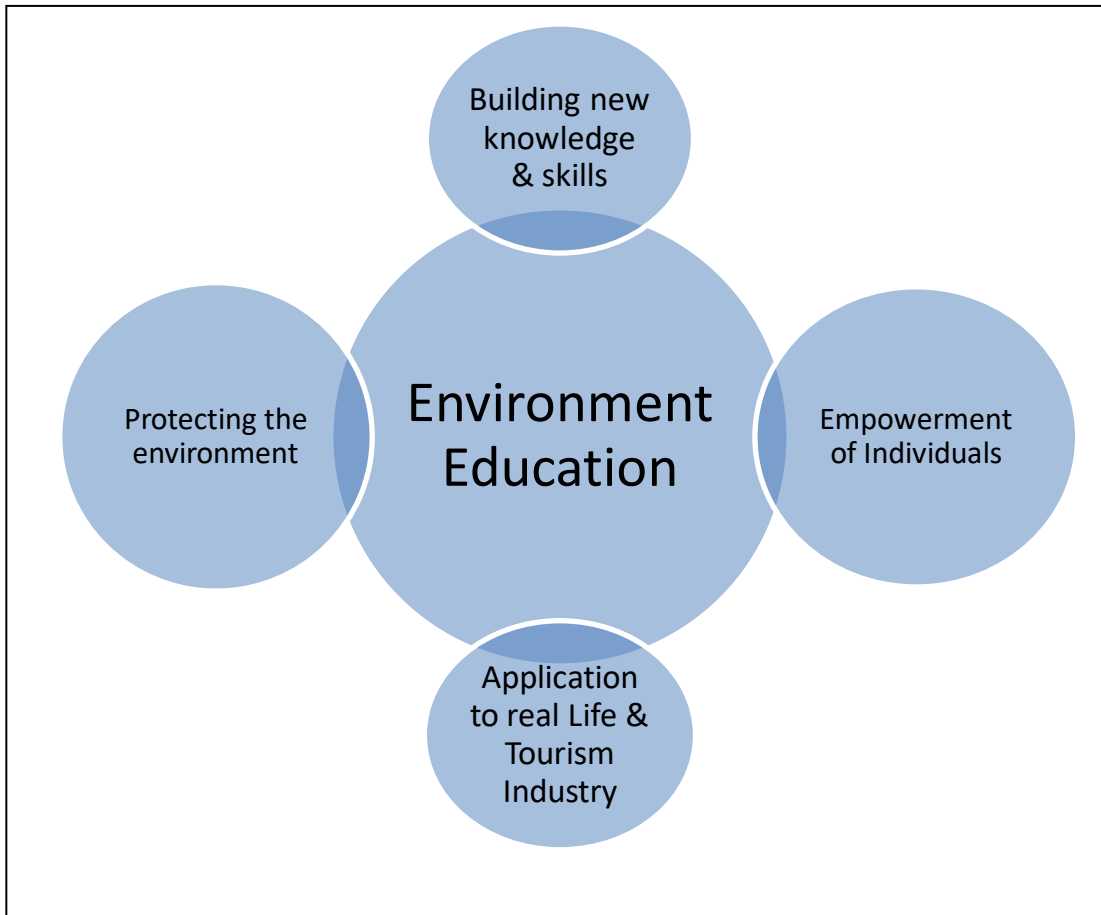 Building new
knowledge
& skills
Protecting the
environment
Environment
Education
Empowerment
of Individuals
Application
to real Life &
Tourism
Industry